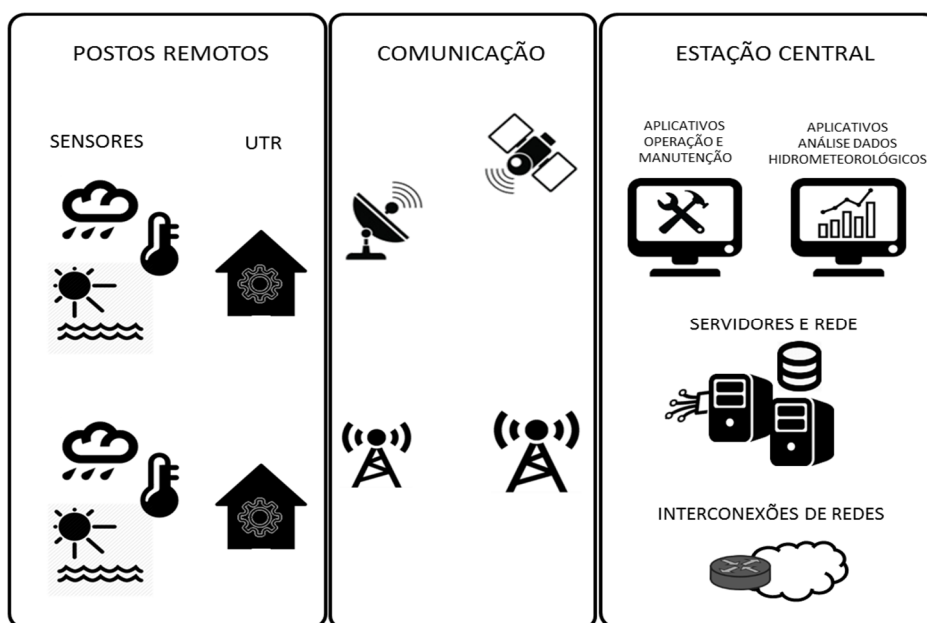 POSTOS REMOTOS
SENSORES
UTR
COMUNICAÇÃO
ESTAÇÃO CENTRAL
APLICATIVOS
OPERAÇÃO E
MANUTENÇÃO
APLICATIVOS
ANÁLISE DADOS
HIDROMETEOROLÓGICOS
SERVIDORES E REDE
INTERCONEXÕES DE REDES